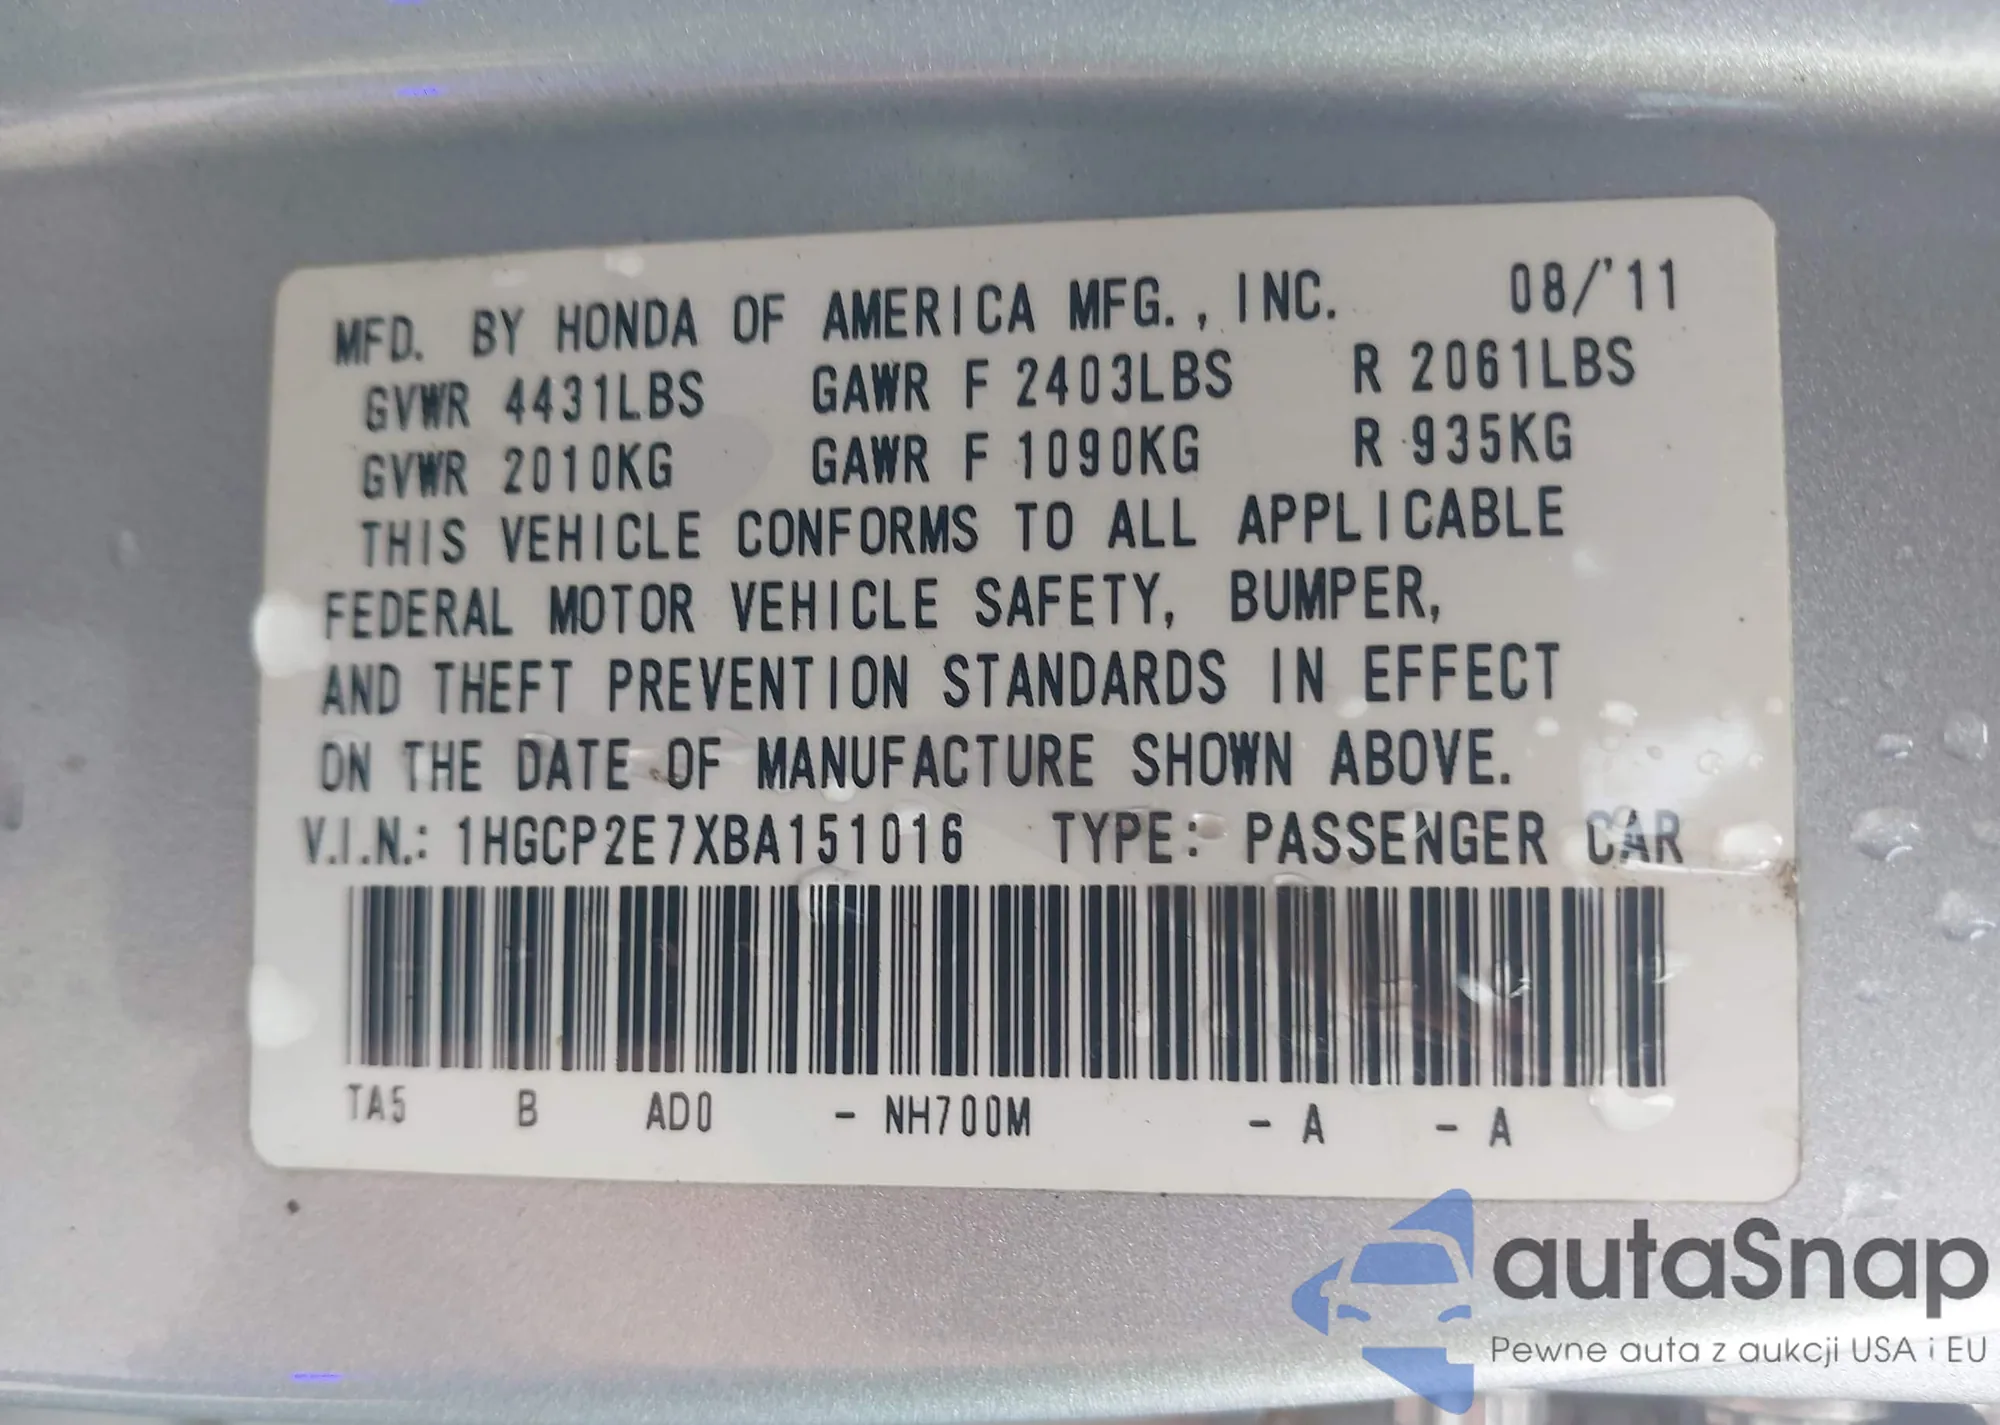 MFD. BY HONDA OF AMERICA MFG., INC. 08/'11
GVWR 4431LBS GAWR F 2403LBS R 2061LBS
GVWR 2010KG GAWR F 1090KG R 935KG
THIS VEHICLE CONFORMS TO ALL APPLICABLE
FEDERAL MOTOR VEHICLE SAFETY, BUMPER,
AND THEFT PREVENTION STANDARDS IN EFFECT
ON THE DATE OF MANUFACTURE SHOWN ABOVE.
V.I.N.: 1HGCP2E7XBA151016 TYPE: PASSENGER CAR
TA5 B AD0 - NH700M - A - A
autaSnap
Pewne auta z aukcji USA i EU